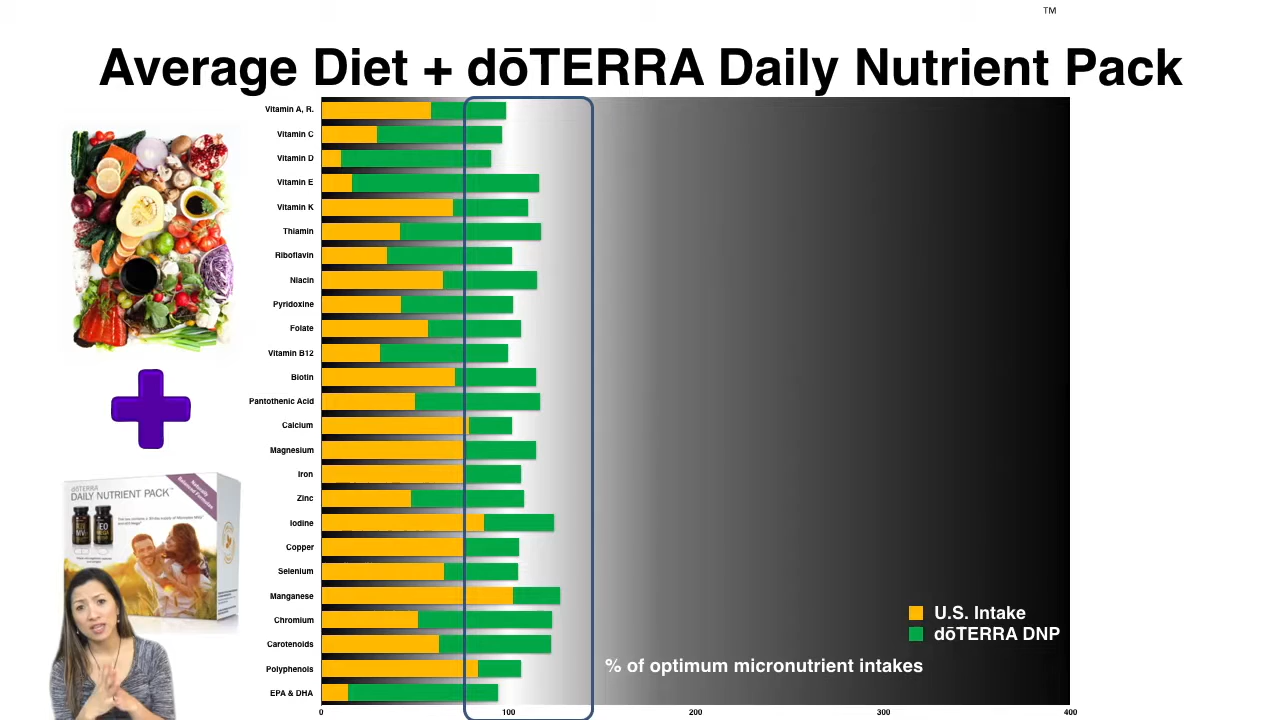 ™
Average Diet + dōTERRA Daily Nutrient Pack
Vitamin A, R.
Vitamin C
Vitamin D
Vitamin E
Vitamin K
Thiamin
Riboflavin
Niacin
Pyridoxine
Folate
Vitamin B12
Biotin
Pantothenic Acid
Calcium
Magnesium
Iron
Zinc
Iodine
Copper
Selenium
Manganese
Chromium
Carotenoids
Polyphenols
EPA & DHA
dōTERRA
DAILY NUTRIENT PACK™
U.S. Intake
dōTERRA DNP
% of optimum micronutrient intakes
0 100 200 300 400